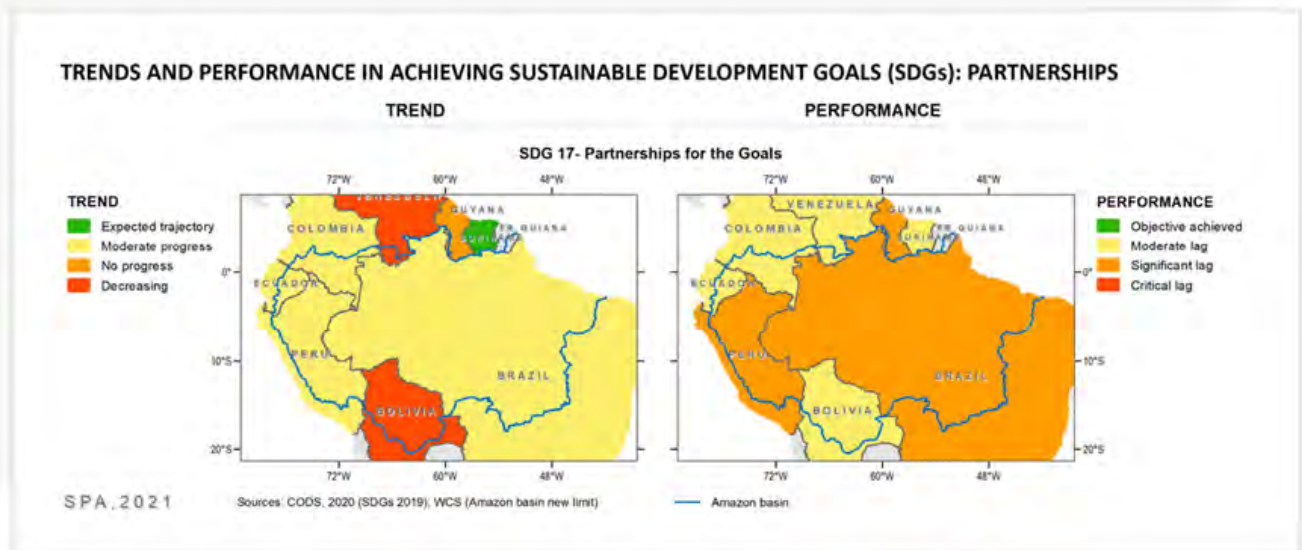 TRENDS AND PERFORMANCE IN ACHIEVING SUSTAINABLE DEVELOPMENT GOALS (SDGs): PARTNERSHIPS
TREND
PERFORMANCE
SDG 17- Partnerships for the Goals
72°W 60°W 48°W
72°W 60°W 48°W
TREND
Expected trajectory
Moderate progress
No progress
Decreasing
VENEZUELA
GUYANA
COLOMBIA
ECUADOR
PERU
BRAZIL
BOLIVIA
0°
10°S
20°S
72°W 60°W 48°W
VENEZUELA
GUYANA
COLOMBIA
ECUADOR
PERU
BRAZIL
BOLIVIA
0°
10°S
20°S
72°W 60°W 48°W
PERFORMANCE
Objective achieved
Moderate lag
Significant lag
Critical lag
SPA,2021
Sources: CODS, 2020 (SDGs 2019), WCS (Amazon basin new limit)
Amazon basin